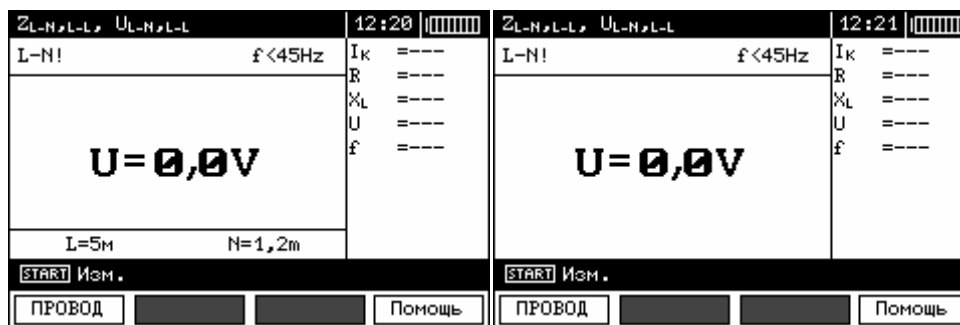 ZL-N,L-L, UL-N,L-L 12:20
L-N! f<45Hz
IK =---
R =---
XL =---
U =---
f =---
U=0,0V
L=5м N=1,2m
START Изм.
ПРОВОД Помощь
ZL-N,L-L, UL-N,L-L 12:21
L-N! f<45Hz
IK =---
R =---
XL =---
U =---
f =---
U=0,0V
START Изм.
ПРОВОД Помощь